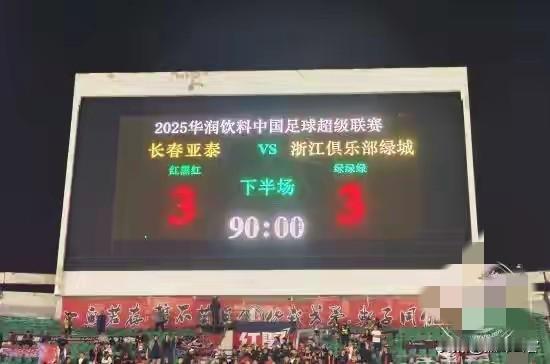 2025华润饮料中国足球超级联赛
长春亚泰 VS 浙江俱乐部绿城
红黑红 绿绿绿
3 下半场 3
90:00